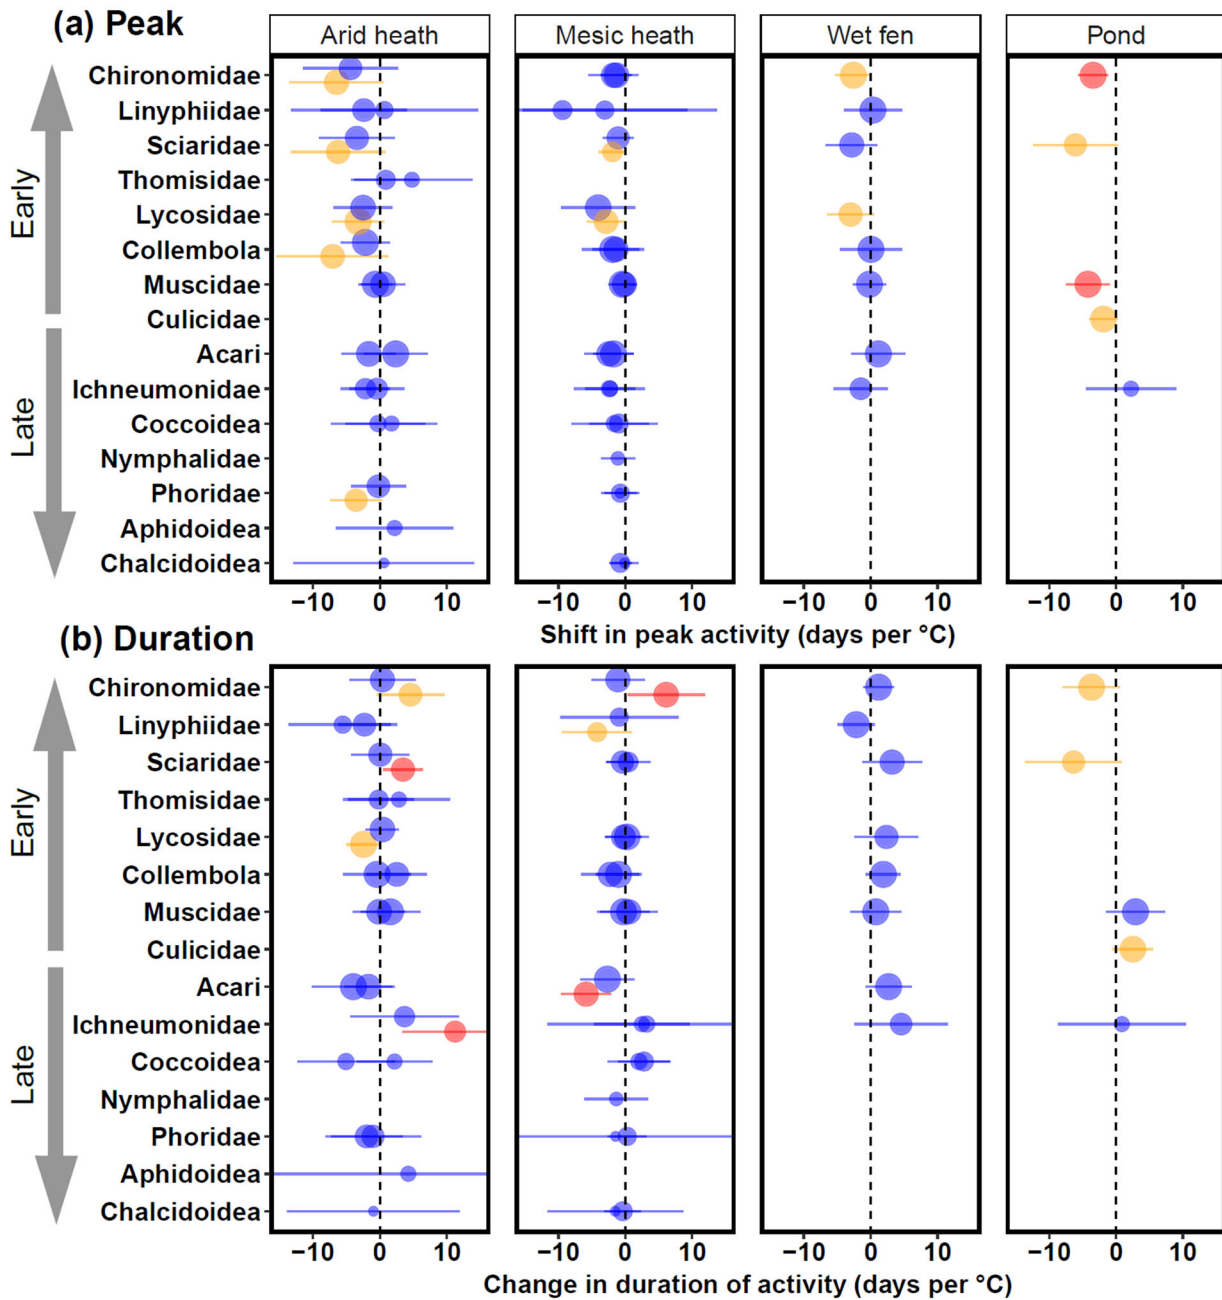 (a) Peak
Arid heath
Mesic heath
Wet fen
Pond
Early
Late
Chironomidae
Linyphiidae
Sciaridae
Thomisidae
Lycosidae
Collembola
Muscidae
Culicidae
Acari
Ichneumonidae
Coccoidea
Nymphalidae
Phoridae
Aphidoidea
Chalcidoidea
−10 0 10 −10 0 10 −10 0 10 −10 0 10
Shift in peak activity (days per °C)
(b) Duration
Early
Late
Chironomidae
Linyphiidae
Sciaridae
Thomisidae
Lycosidae
Collembola
Muscidae
Culicidae
Acari
Ichneumonidae
Coccoidea
Nymphalidae
Phoridae
Aphidoidea
Chalcidoidea
−10 0 10 −10 0 10 −10 0 10 −10 0 10
Change in duration of activity (days per °C)